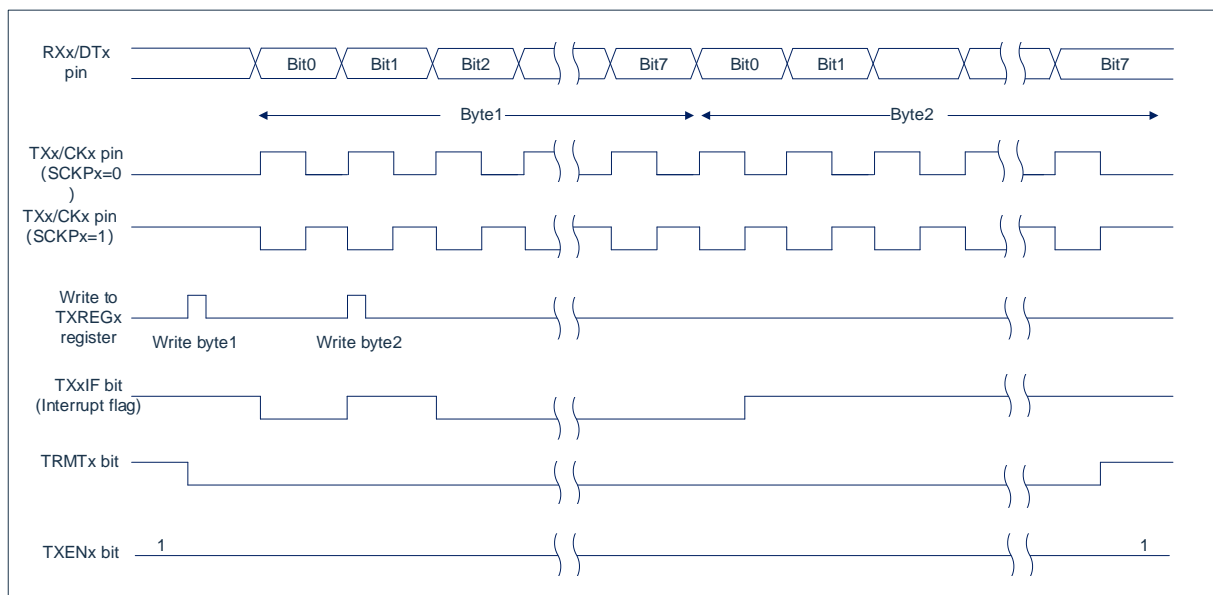 RXx/DTx
pin
Bit0 Bit1 Bit2 Bit7 Bit0 Bit1 Bit7
Byte1 Byte2
TXx/CKx pin
(SCKPx=0
)
TXx/CKx pin
(SCKPx=1)
Write to
TXREGx
register
Write byte1 Write byte2
TXxIF bit
(Interrupt flag)
TRMTx bit
TXENx bit
1 1